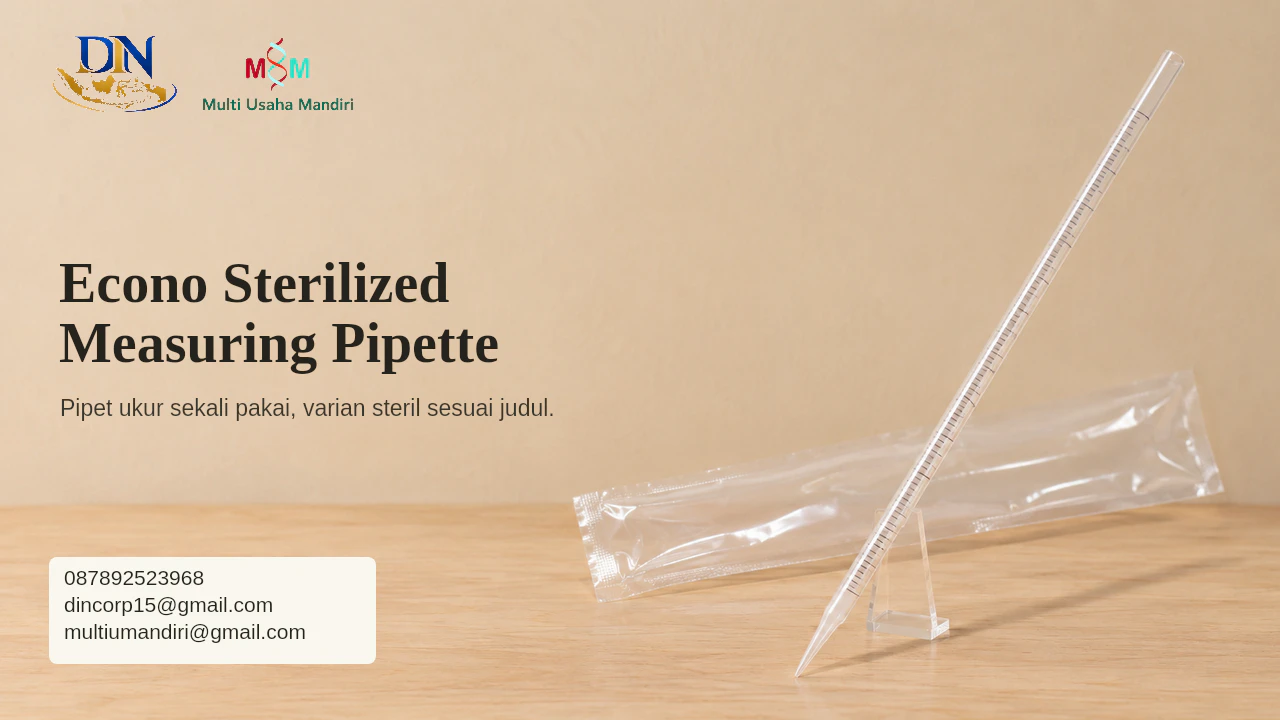 DN
MSM
Multi Usaha Mandiri
Econo Sterilized
Measuring Pipette
Pipet ukur sekali pakai, varian steril sesuai judul.
087892523968
dincorp15@gmail.com
multiumandiri@gmail.com